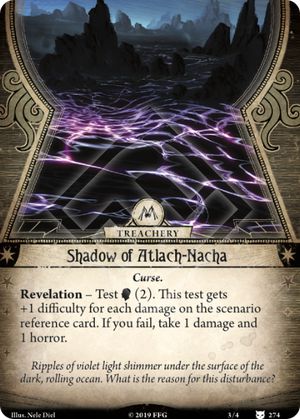 TREACHERY
Shadow of Atlach-Nacha
Curse.
Revelation – Test (2). This test gets
+1 difficulty for each damage on the scenario
reference card. If you fail, take 1 damage and
1 horror.
Ripples of violet light shimmer under the surface of the
dark, rolling ocean. What is the reason for this disturbance?
Illus. Nele Diel
© 2019 FFG
3/4
274